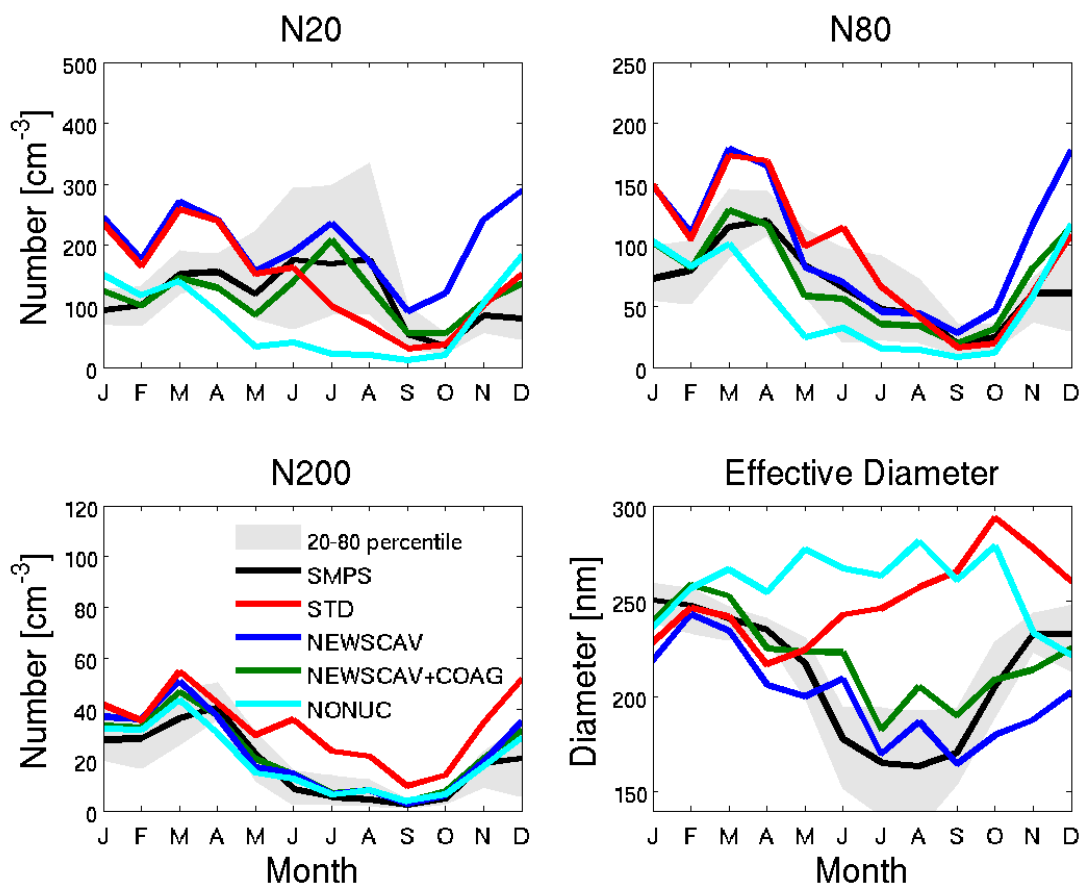 N20
Number [cm⁻³]
500
400
300
200
100
0
J F M A M J J A S O N D
N80
250
200
150
100
50
0
J F M A M J J A S O N D
N200
Number [cm⁻³]
120
100
80
60
40
20
0
20-80 percentile
SMPS
STD
NEWSCAV
NEWSCAV+COAG
NONUC
J F M A M J J A S O N D
Month
Effective Diameter
Diameter [nm]
300
250
200
150
J F M A M J J A S O N D
Month